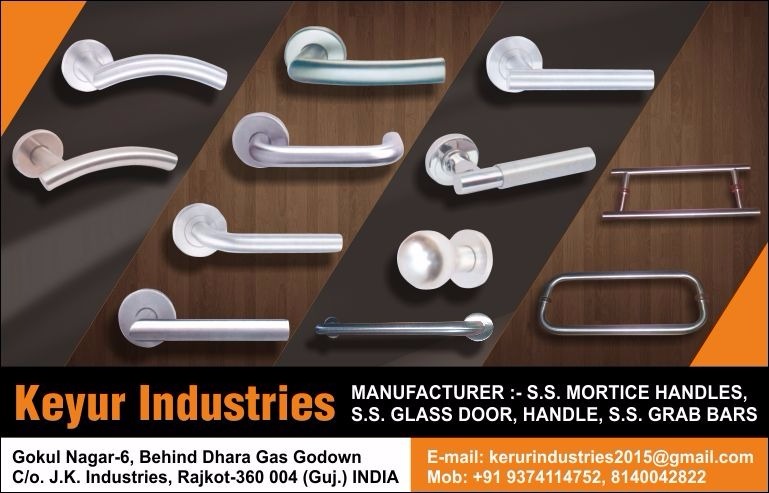 Keyur Industries
MANUFACTURER :- S.S. MORTICE HANDLES,
S.S. GLASS DOOR, HANDLE, S.S. GRAB BARS
Gokul Nagar-6, Behind Dhara Gas Godown
C/o. J.K. Industries, Rajkot-360 004 (Guj.) INDIA
E-mail: kerurindustries2015@gmail.com
Mob: +91 9374114752, 8140042822